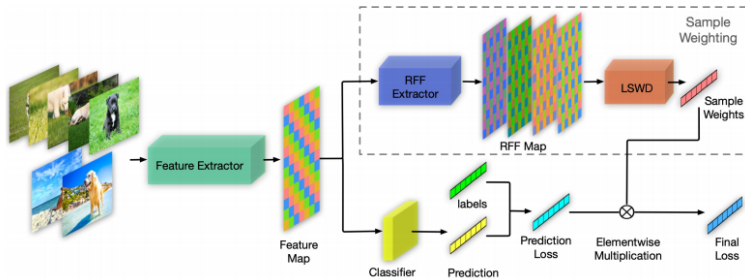 Sample
Weighting
RFF
Extractor
LSWD
Sample
Weights
RFF Map
Feature Extractor
Feature
Map
labels
Classifier
Prediction
Prediction
Loss
Elementwise
Multiplication
Final
Loss